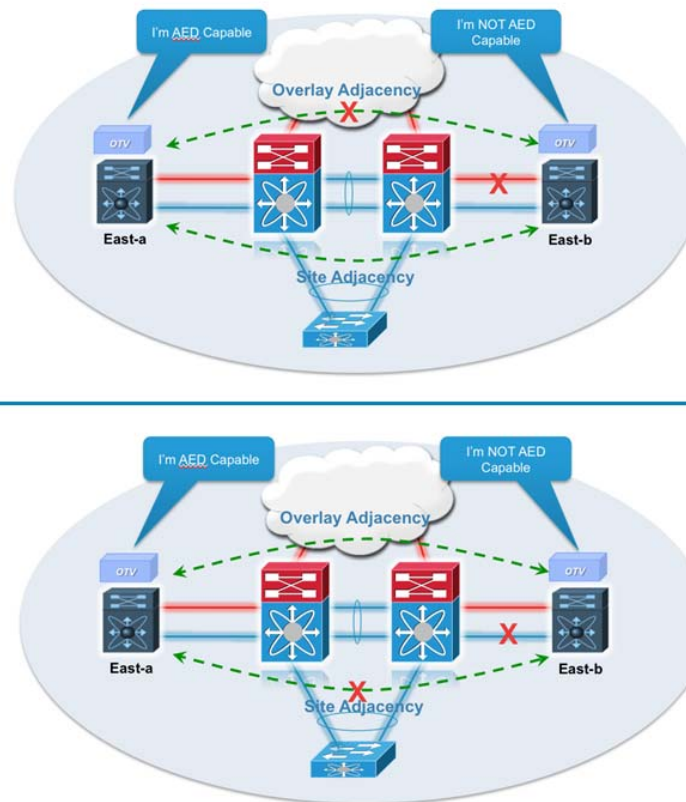 I'm AED Capable
I'm NOT AED
Capable
Overlay Adjacency
X
OTV
OTV
X
East-a
East-b
Site Adjacency
I'm AED Capable
I'm NOT AED
Capable
Overlay Adjacency
OTV
OTV
X
East-a
East-b
X
Site Adjacency